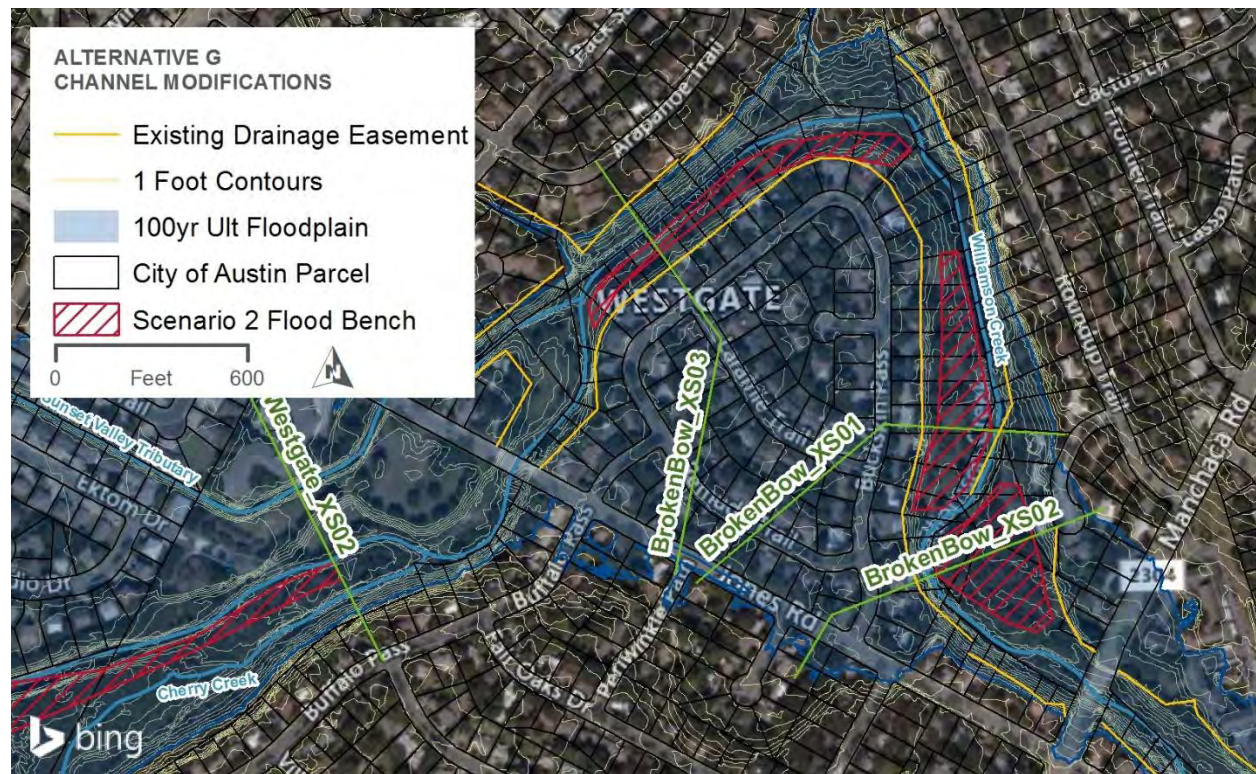 ALTERNATIVE G
CHANNEL MODIFICATIONS
Existing Drainage Easement
1 Foot Contours
100yr Ult Floodplain
City of Austin Parcel
Scenario 2 Flood Bench
0 Feet 600
N
Arapahoe Trail
Cactus Ln
Frontier Trail
Lasso Path
Roundup Trail
Manchaca Rd
2304
WESTGATE
Williamson Creek
Sunset Valley Tributary
Westgate_XS02
BrokenBow_XS03
BrokenBow_XS01
BrokenBow_XS02
Ektom Dr
Buffalo Pass
Buffalo Pass
Jones Rd
Periwinkle Path
Cherry Creek
bing